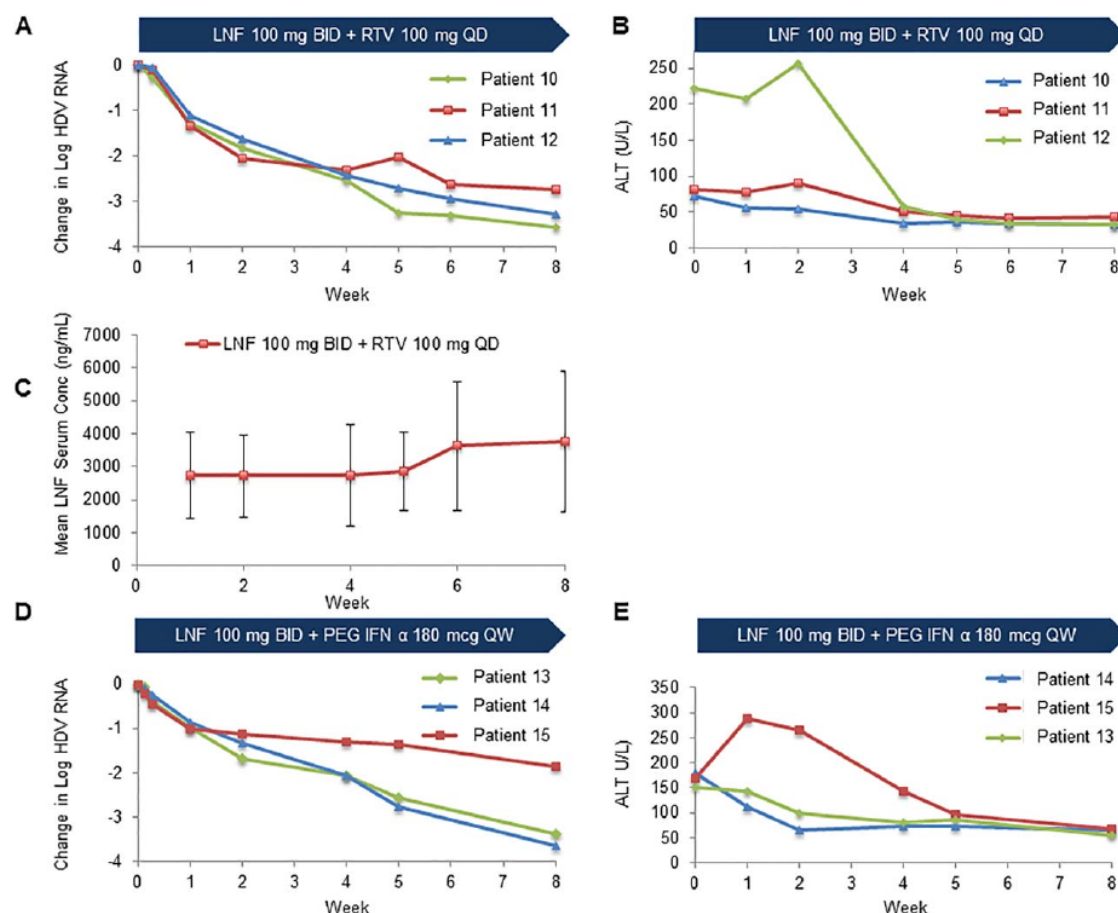 A
LNF 100 mg BID + RTV 100 mg QD
Change in Log HDV RNA
0
-1
-2
-3
-4
Patient 10
Patient 11
Patient 12
0 1 2 3 4 5 6 7 8
Week
B
LNF 100 mg BID + RTV 100 mg QD
ALT (U/L)
250
200
150
100
50
0
Patient 10
Patient 11
Patient 12
0 1 2 3 4 5 6 7 8
Week
C
Mean LNF Serum Conc (ng/mL)
7000
6000
5000
4000
3000
2000
1000
0
LNF 100 mg BID + RTV 100 mg QD
0 2 4 6 8
Week
D
LNF 100 mg BID + PEG IFN α 180 mcg QW
Change in Log HDV RNA
0
-1
-2
-3
-4
Patient 13
Patient 14
Patient 15
0 1 2 3 4 5 6 7 8
Week
E
LNF 100 mg BID + PEG IFN α 180 mcg QW
ALT U/L)
350
300
250
200
150
100
50
0
Patient 14
Patient 15
Patient 13
0 1 2 3 4 5 6 7 8
Week